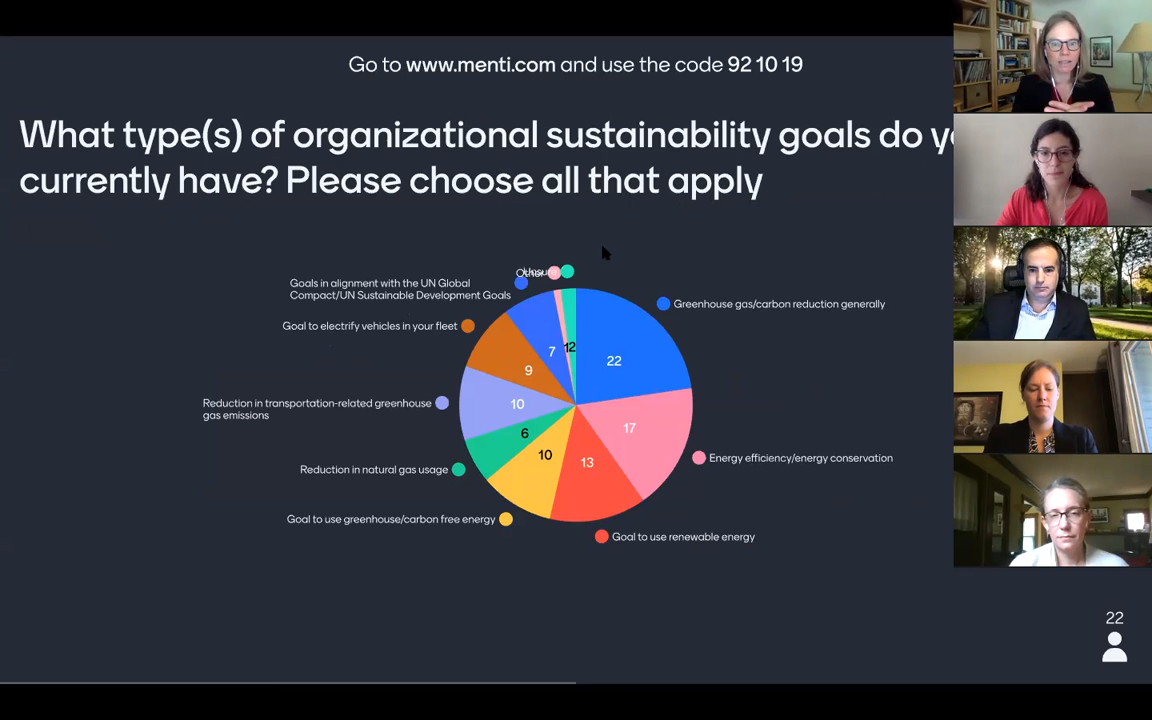 Go to www.menti.com and use the code 92 10 19
What type(s) of organizational sustainability goals do
currently have? Please choose all that apply
Other
Goals in alignment with the UN Global
Compact/UN Sustainable Development Goals
Greenhouse gas/carbon reduction generally
Goal to electrify vehicles in your fleet
12
7
22
9
Reduction in transportation-related greenhouse
gas emissions
10
17
6
10
13
Energy efficiency/energy conservation
Reduction in natural gas usage
Goal to use greenhouse/carbon free energy
Goal to use renewable energy
22